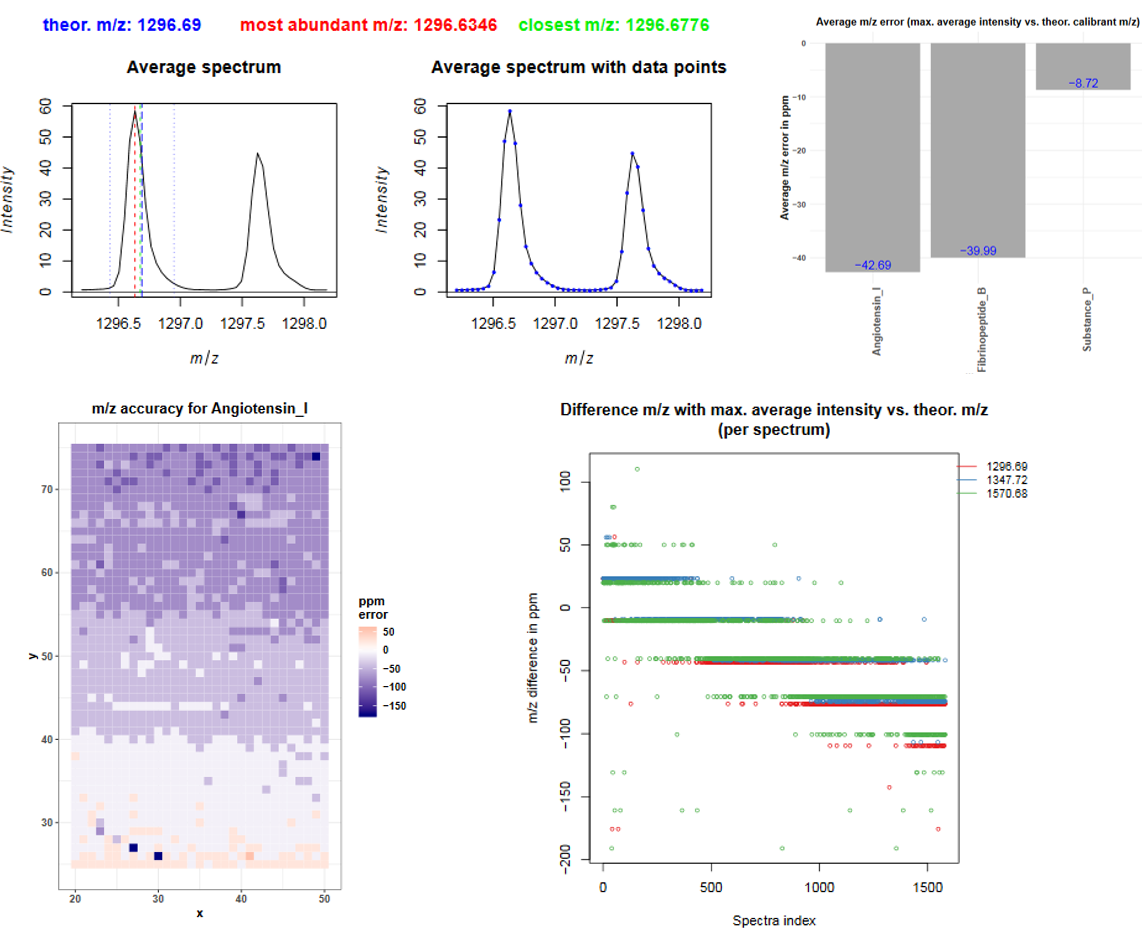 theor. m/z: 1296.69 most abundant m/z: 1296.6346 closest m/z: 1296.6776
Average spectrum
Intensity
60
50
40
30
20
10
0
1296.5 1297.0 1297.5 1298.0
m/z
Average spectrum with data points
Intensity
60
50
40
30
20
10
0
1296.5 1297.0 1297.5 1298.0
m/z
Average m/z error (max. average intensity vs. theor. calibrant m/z)
Average m/z error in ppm
0
−10
−20
−30
−40
−42.69
−39.99
−8.72
Angiotensin_I
Fibrinopeptide_B
Substance_P
m/z accuracy for Angiotensin_I
y
70
60
50
40
30
20 30 40 50
x
ppm
error
50
0
−50
−100
−150
Difference m/z with max. average intensity vs. theor. m/z
(per spectrum)
m/z difference in ppm
100
50
0
−50
−100
−150
−200
0 500 1000 1500
Spectra index
1296.69
1347.72
1570.68